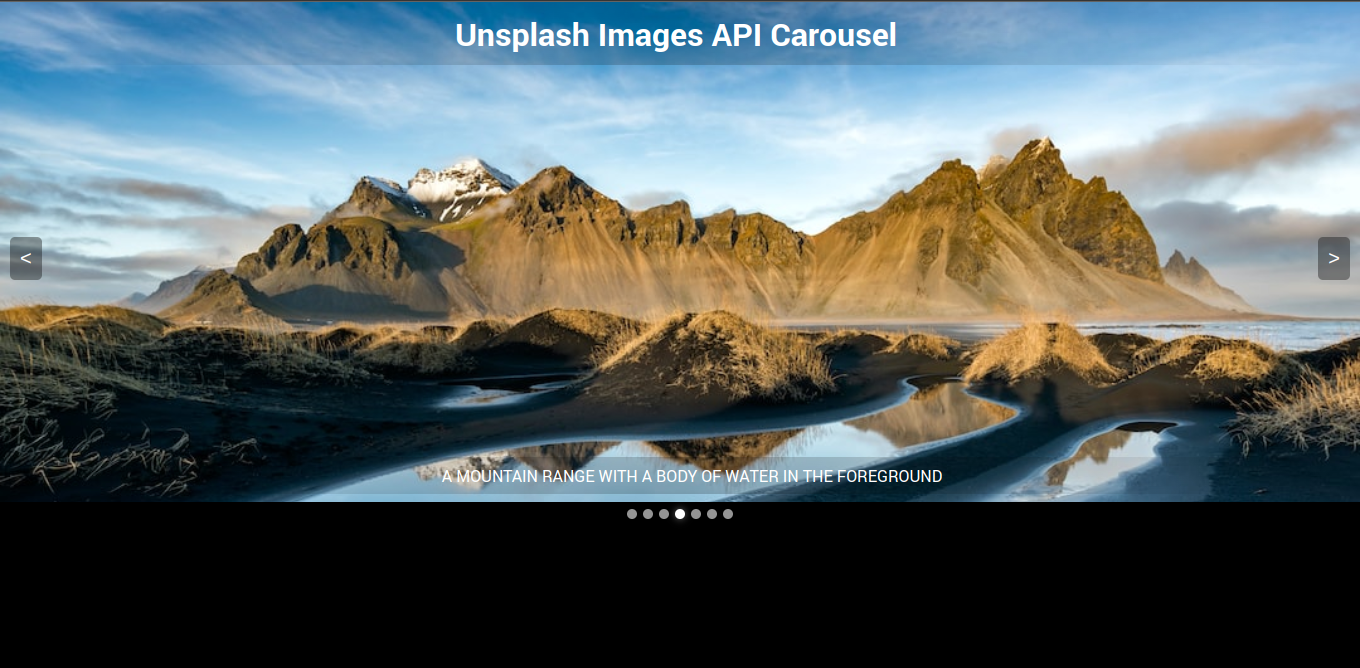 Unsplash Images API Carousel
<
>
A MOUNTAIN RANGE WITH A BODY OF WATER IN THE FOREGROUND